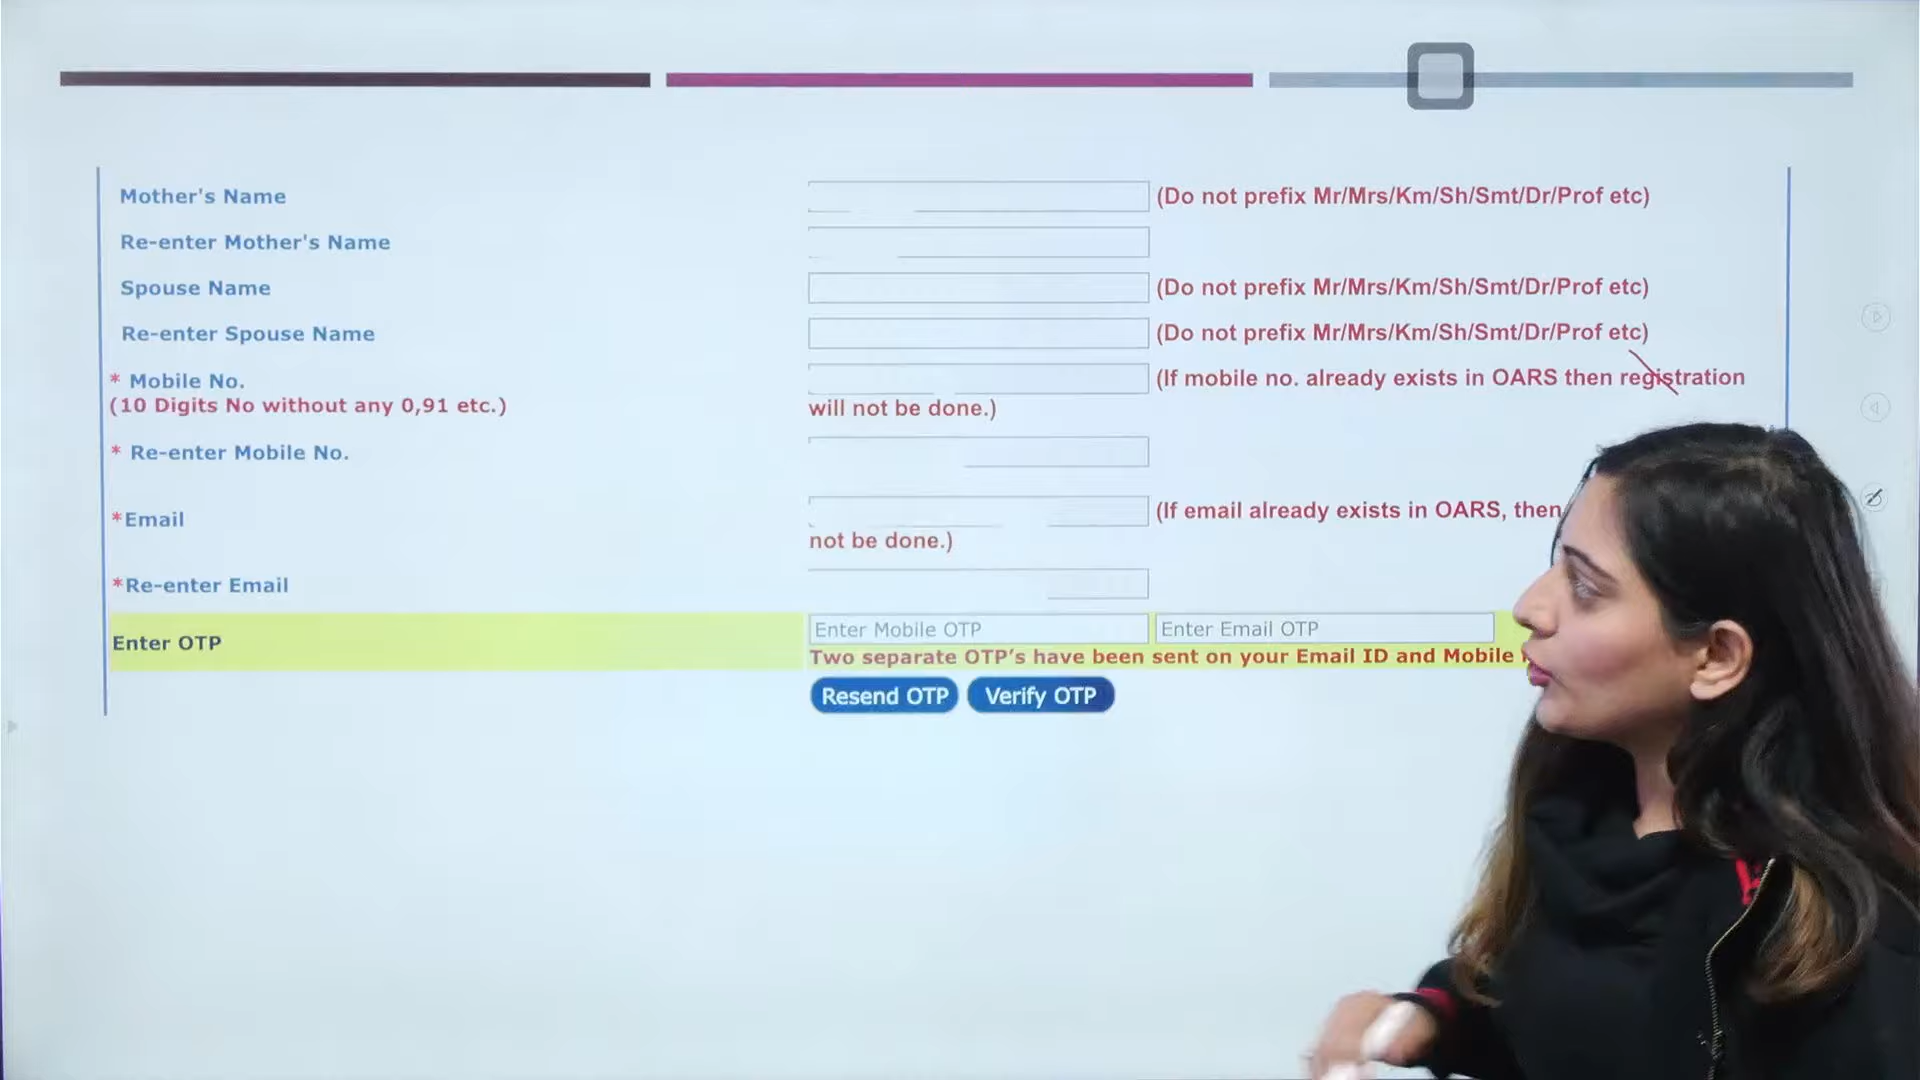 Mother's Name (Do not prefix Mr/Mrs/Km/Sh/Smt/Dr/Prof etc)
Re-enter Mother's Name
Spouse Name (Do not prefix Mr/Mrs/Km/Sh/Smt/Dr/Prof etc)
Re-enter Spouse Name (Do not prefix Mr/Mrs/Km/Sh/Smt/Dr/Prof etc)
* Mobile No. (If mobile no. already exists in OARS then registration
(10 Digits No without any 0,91 etc.) will not be done.)
* Re-enter Mobile No.
*Email (If email already exists in OARS, then
not be done.)
*Re-enter Email
Enter OTP Enter Mobile OTP Enter Email OTP
Two separate OTP's have been sent on your Email ID and Mobile
Resend OTP Verify OTP